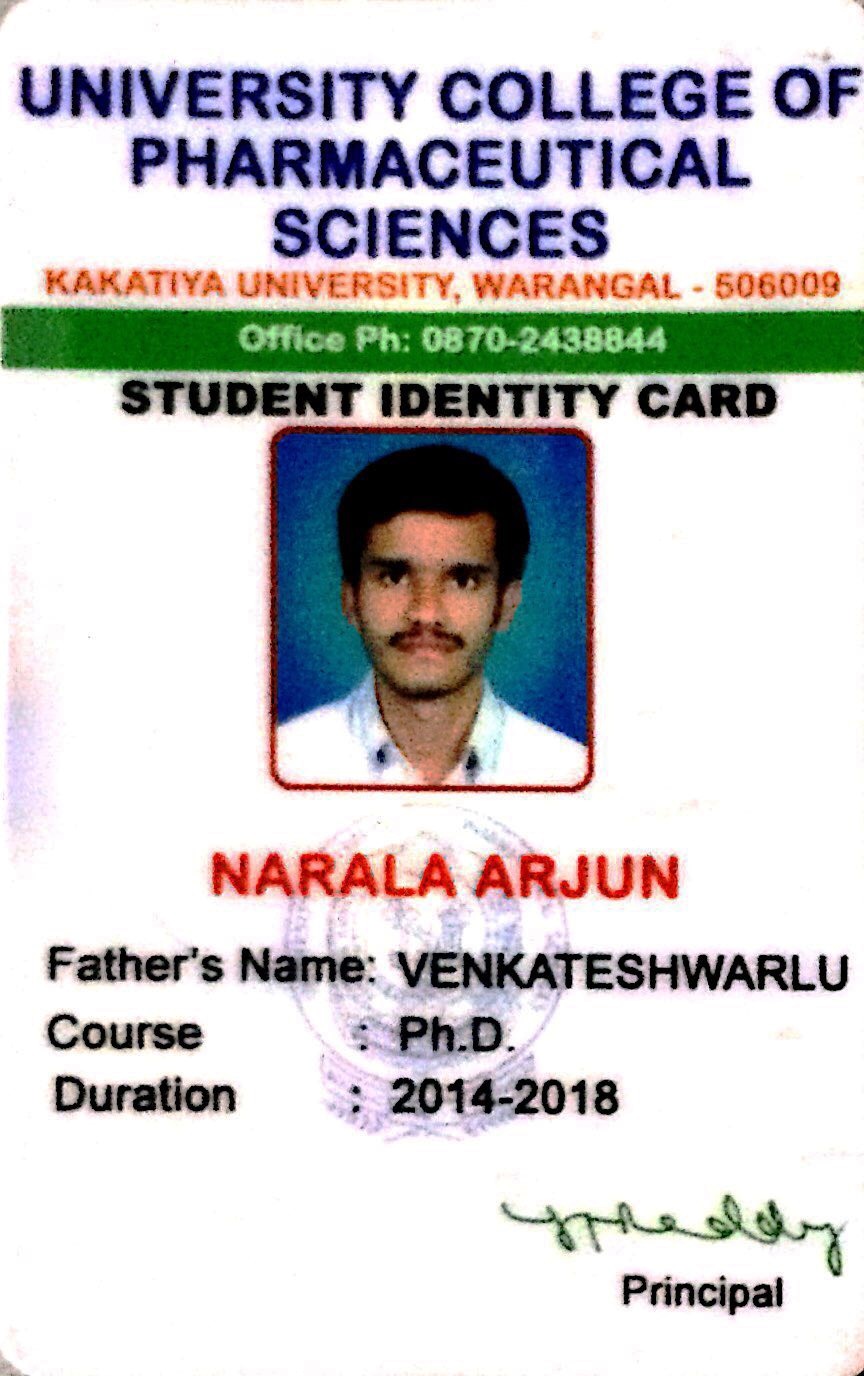 UNIVERSITY COLLEGE OF
PHARMACEUTICAL
SCIENCES
KAKATIYA UNIVERSITY, WARANGAL - 506009
Office Ph: 0870-2438844
STUDENT IDENTITY CARD
NARALA ARJUN
Father's Name: VENKATESHWARLU
Course : Ph.D.
Duration : 2014-2018
Principal